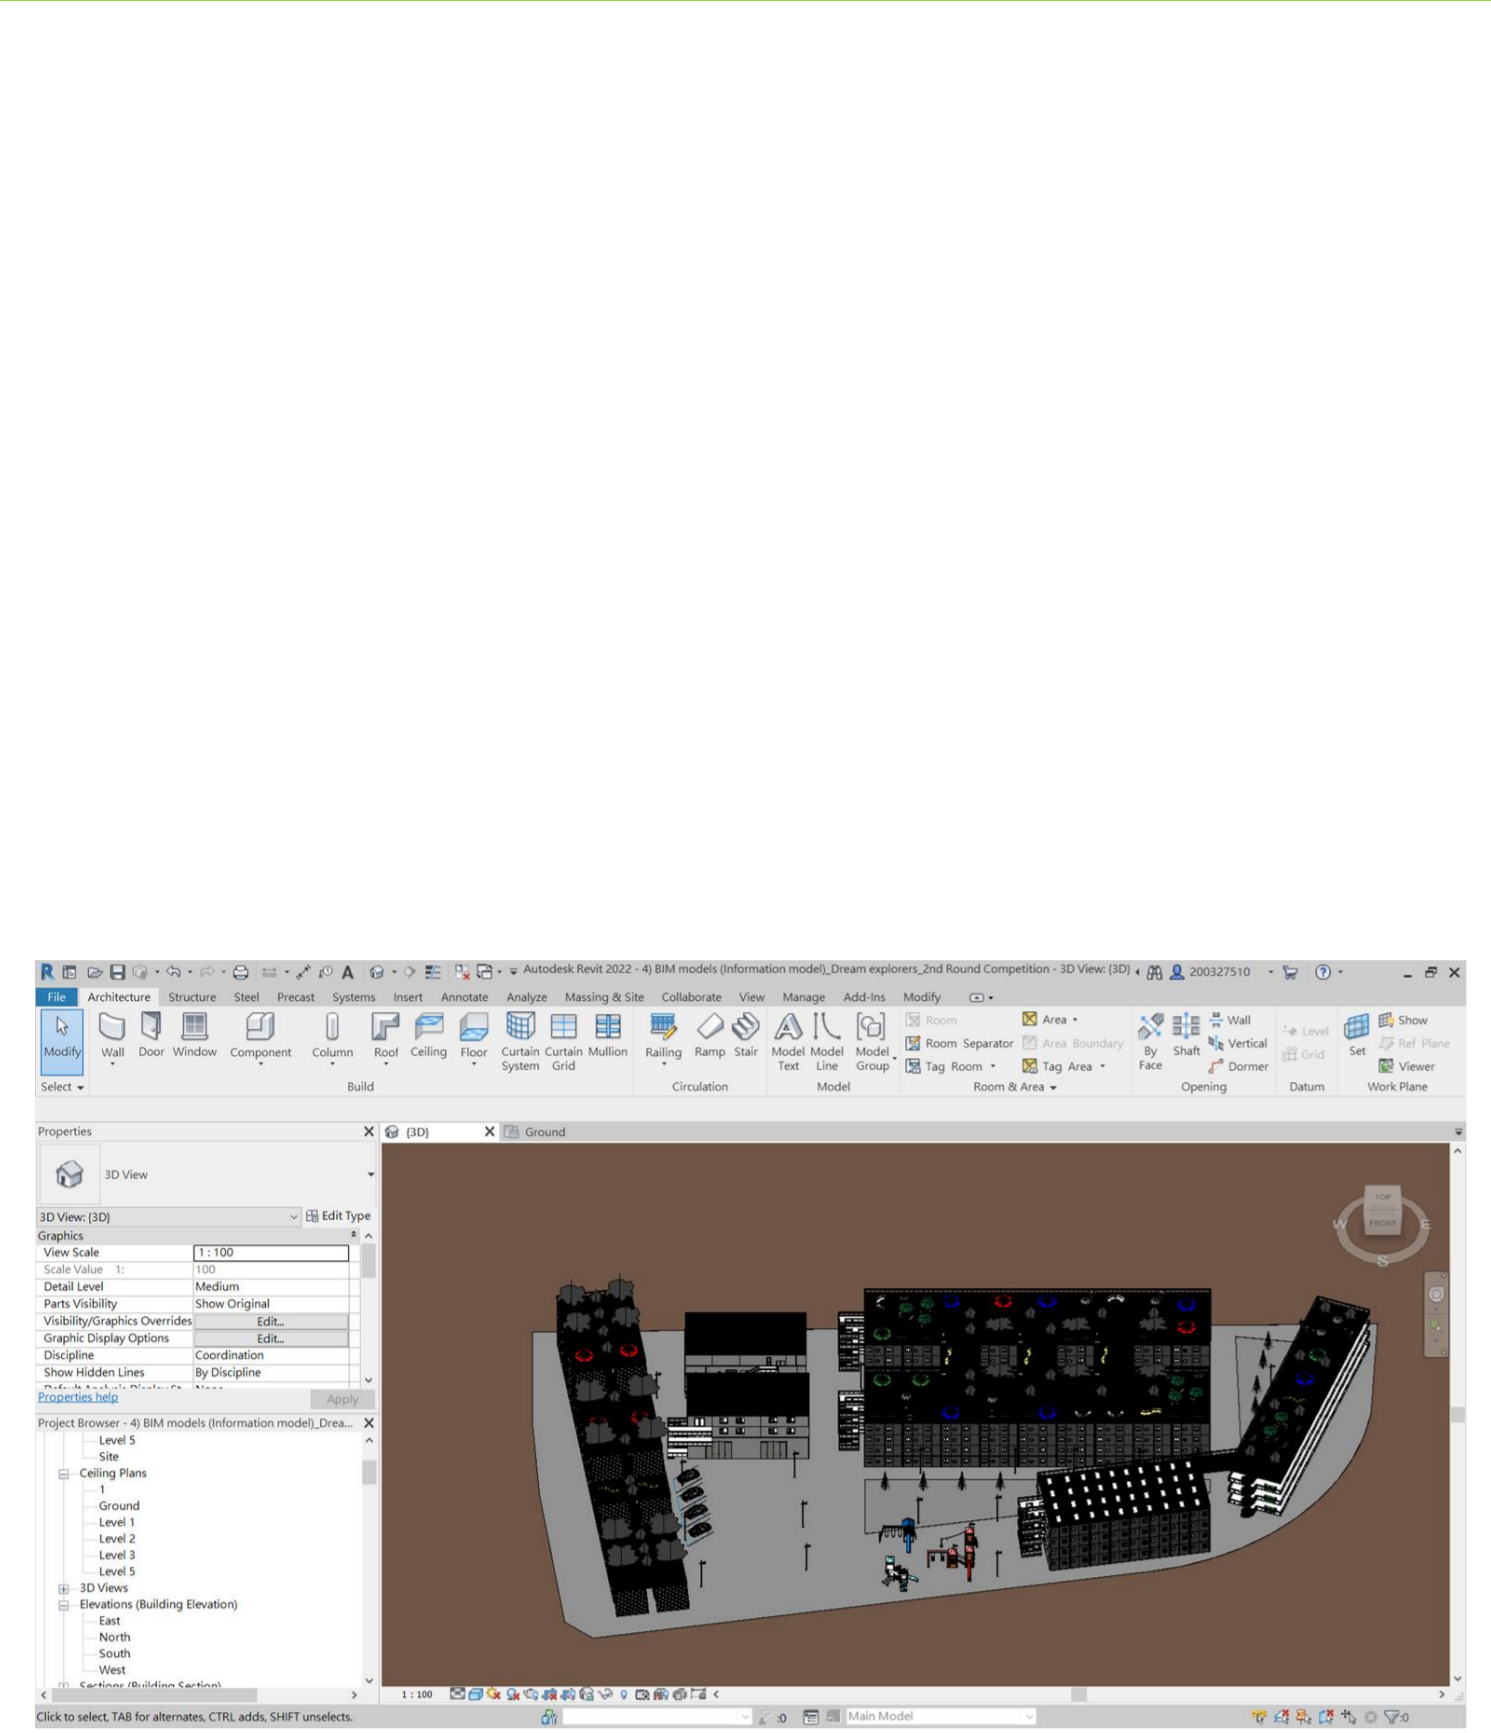 Autodesk Revit 2022 - 4) BIM models (Information model)_Dream explorers_2nd Round Competition - 3D View: {3D}
200327510
File Architecture Structure Steel Precast Systems Insert Annotate Analyze Massing & Site Collaborate View Manage Add-Ins Modify
Modify
Wall Door Window Component Column Roof Ceiling Floor Curtain System Curtain Grid Mullion
Railing Ramp Stair
Model Text Model Line Model Group
Room Area
Room Separator Area Boundary
Tag Room Tag Area
By Face Shaft
Wall
Vertical
Dormer
Level
Grid
Set
Show
Ref Plane
Viewer
Select Build Circulation Model Room & Area Opening Datum Work Plane
Properties
{3D} Ground
3D View
3D View: {3D} Edit Type
Graphics
View Scale 1 : 100
Scale Value 1: 100
Detail Level Medium
Parts Visibility Show Original
Visibility/Graphics Overrides Edit...
Graphic Display Options Edit...
Discipline Coordination
Show Hidden Lines By Discipline
Properties help Apply
Project Browser - 4) BIM models (Information model)_Drea...
Level 5
Site
Ceiling Plans
1
Ground
Level 1
Level 2
Level 3
Level 5
3D Views
Elevations (Building Elevation)
East
North
South
West
Sections (Building Section)
TOP
FRONT
W E
S
1 : 100
Click to select, TAB for alternates, CTRL adds, SHIFT unselects.
:0 Main Model :0